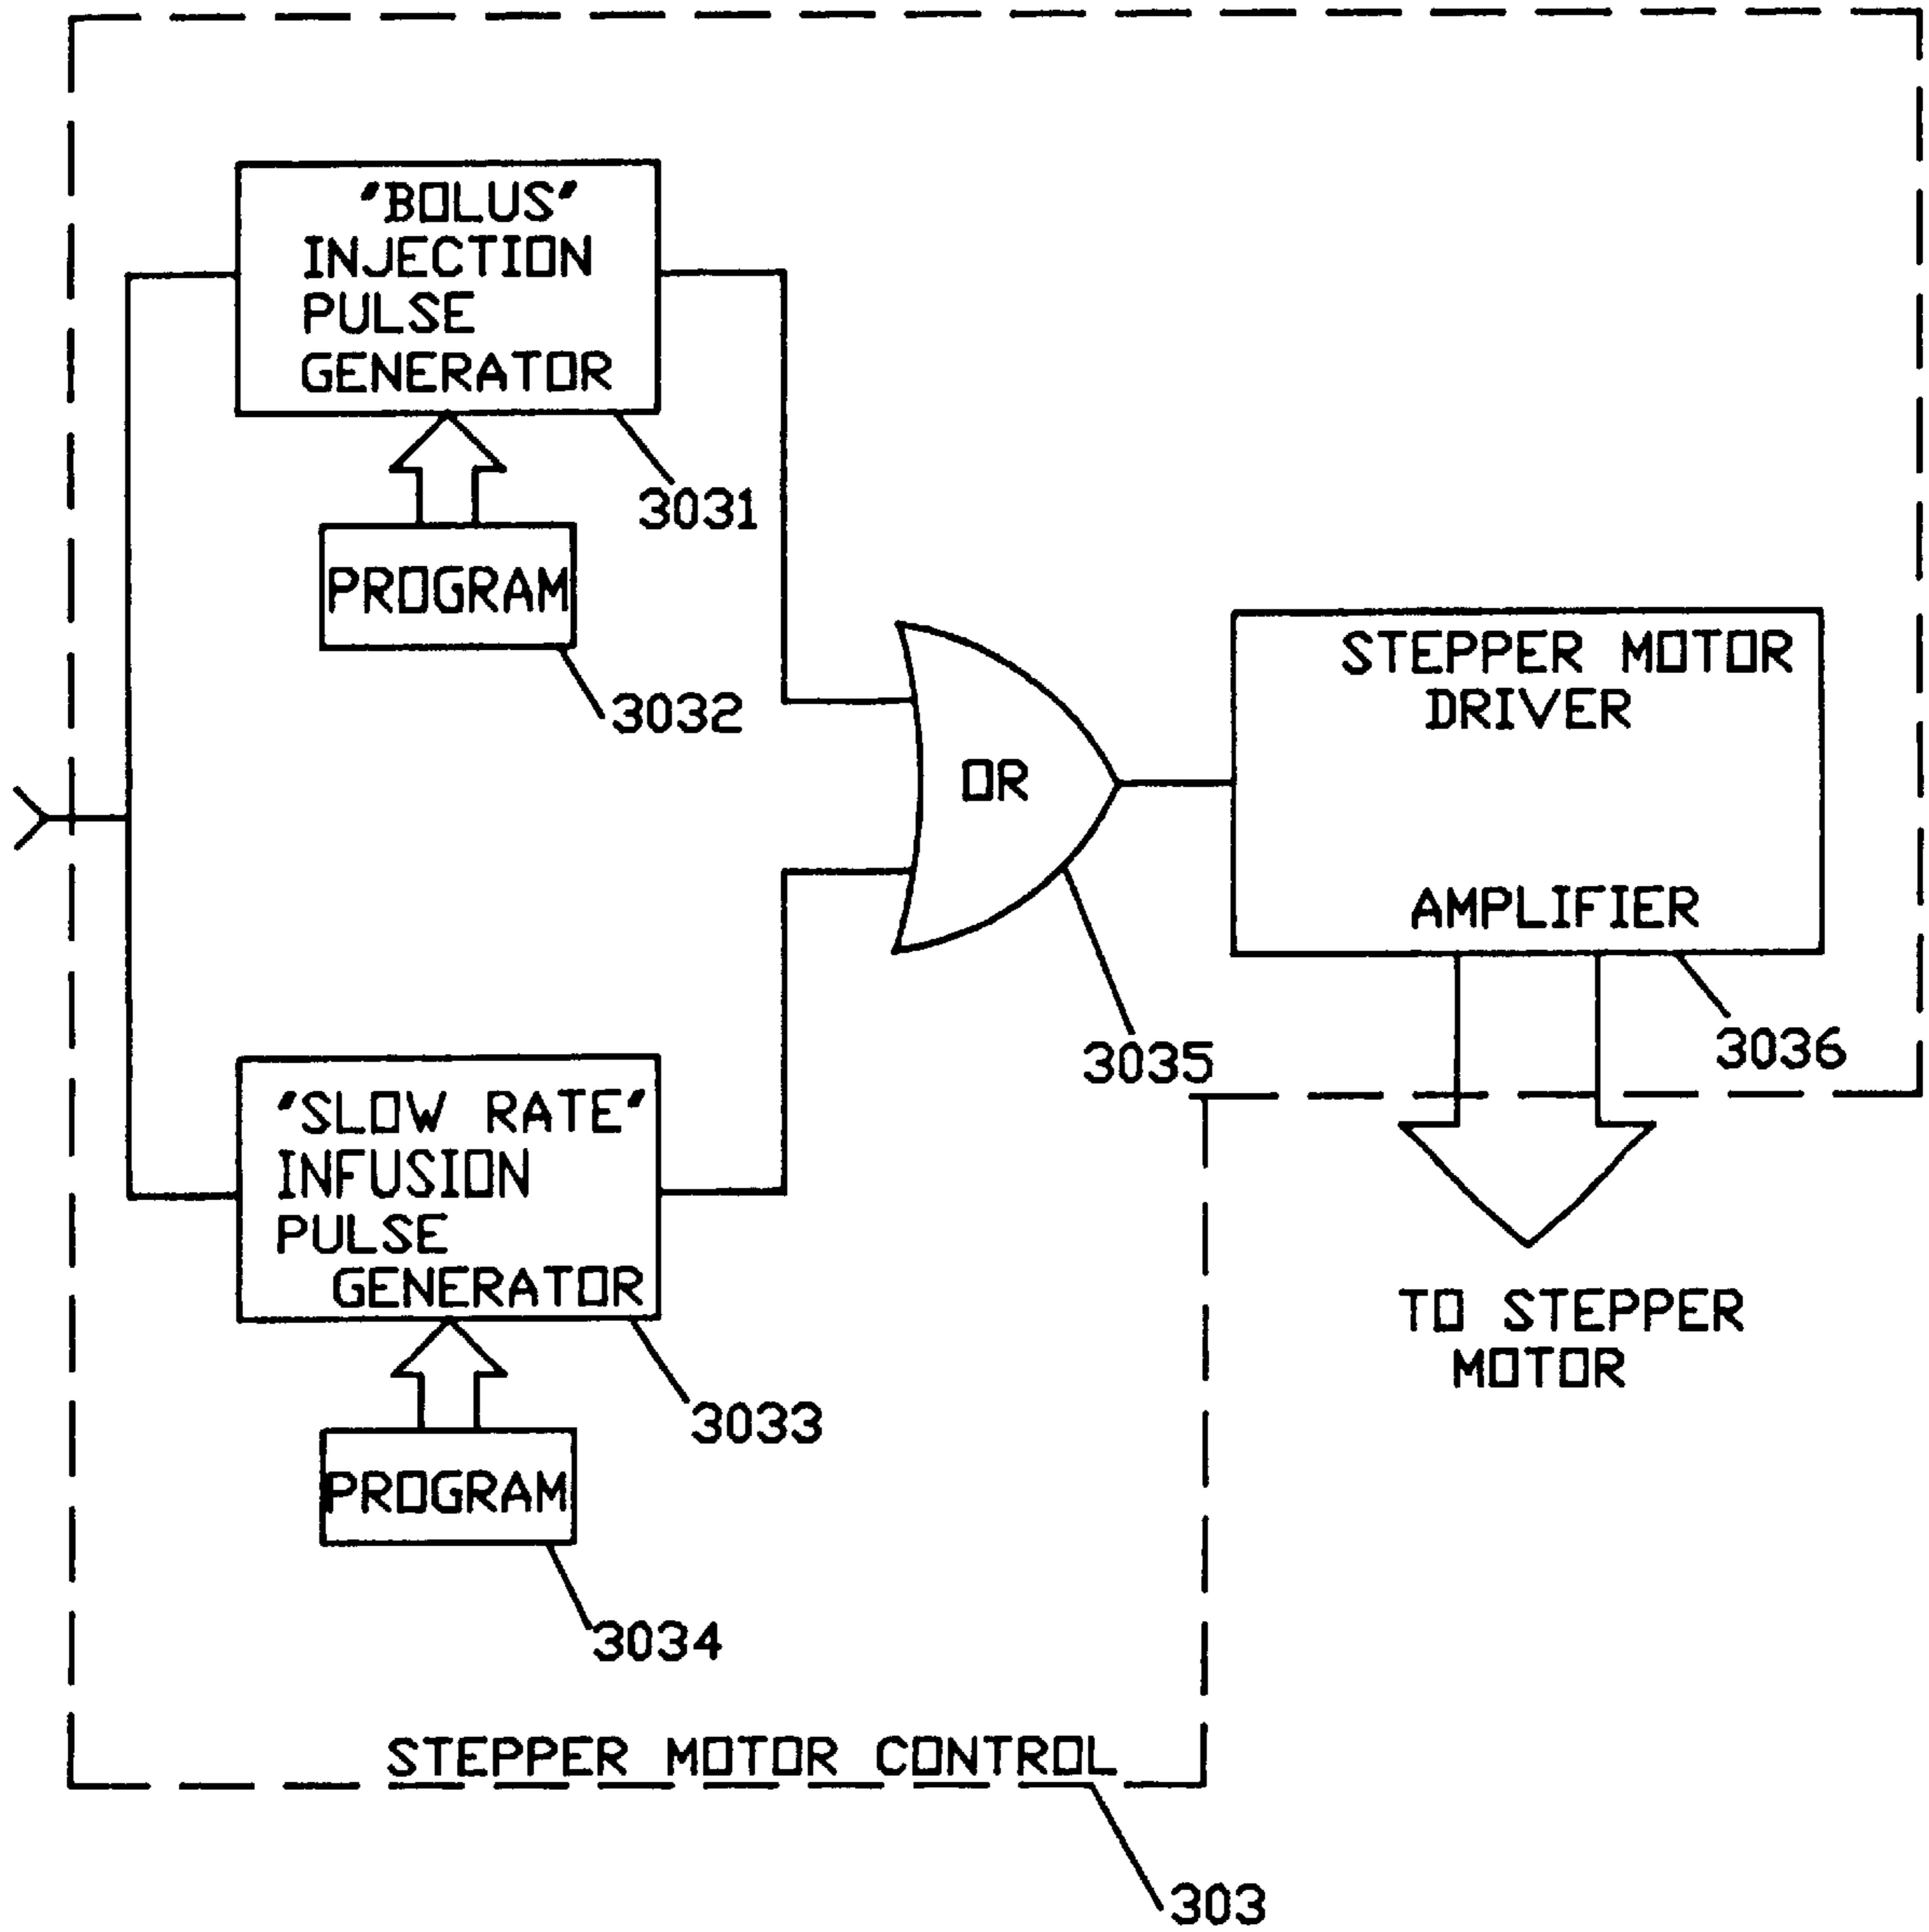 "BOLUS"
INJECTION
PULSE
GENERATOR
3031
PROGRAM
3032
OR
3035
STEPPER MOTOR
DRIVER
AMPLIFIER
3036
"SLOW RATE"
INFUSION
PULSE
GENERATOR
3033
PROGRAM
3034
TO STEPPER
MOTOR
STEPPER MOTOR CONTROL
303